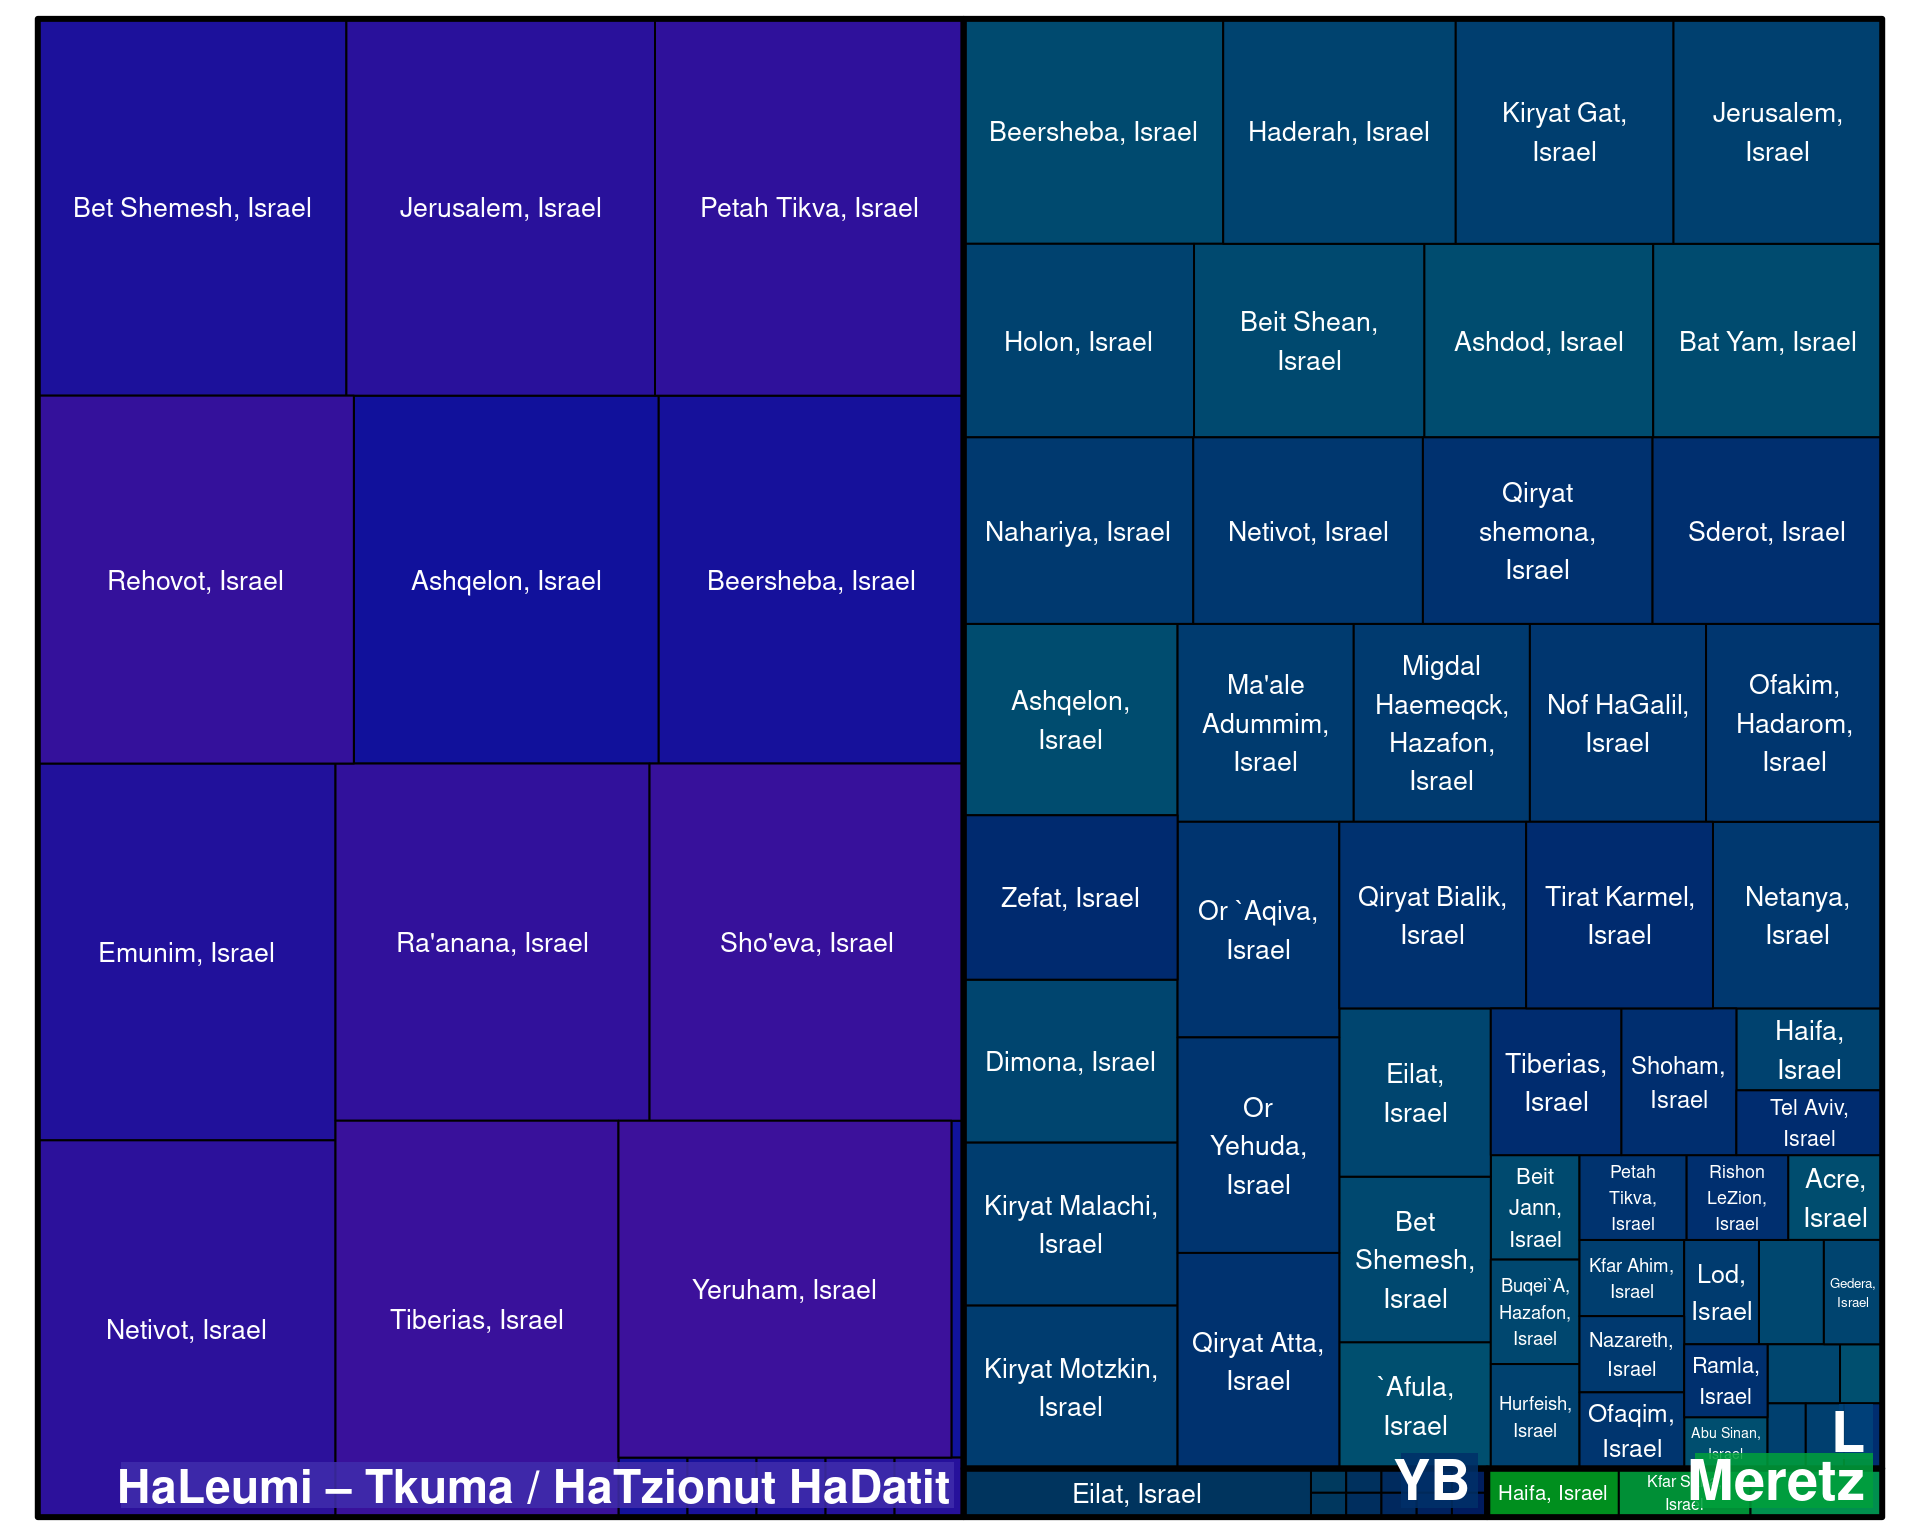 Bet Shemesh, Israel
Jerusalem, Israel
Petah Tikva, Israel
Rehovot, Israel
Ashqelon, Israel
Beersheba, Israel
Emunim, Israel
Ra'anana, Israel
Sho'eva, Israel
Netivot, Israel
Tiberias, Israel
Yeruham, Israel
HaLeumi – Tkuma / HaTzionut HaDatit
Beersheba, Israel
Haderah, Israel
Kiryat Gat,
Israel
Jerusalem,
Israel
Holon, Israel
Beit Shean,
Israel
Ashdod, Israel
Bat Yam, Israel
Nahariya, Israel
Netivot, Israel
Qiryat
shemona,
Israel
Sderot, Israel
Ashqelon,
Israel
Ma'ale
Adummim,
Israel
Migdal
Haemeqck,
Hazafon,
Israel
Nof HaGalil,
Israel
Ofakim,
Hadarom,
Israel
Zefat, Israel
Or `Aqiva,
Israel
Qiryat Bialik,
Israel
Tirat Karmel,
Israel
Netanya,
Israel
Dimona, Israel
Or
Yehuda,
Israel
Eilat,
Israel
Tiberias,
Israel
Shoham,
Israel
Haifa,
Israel
Tel Aviv,
Israel
Kiryat Malachi,
Israel
Bet
Shemesh,
Israel
Beit
Jann,
Israel
Petah
Tikva,
Israel
Rishon
LeZion,
Israel
Acre,
Israel
Kiryat Motzkin,
Israel
Qiryat Atta,
Israel
`Afula,
Israel
Buqei`A,
Hazafon,
Israel
Kfar Ahim,
Israel
Lod,
Israel
Gedera,
Israel
Nazareth,
Israel
Ramla,
Israel
Hurfeish,
Israel
Ofaqim,
Israel
Abu Sinan,
Israel
L
Eilat, Israel
YB
Haifa, Israel
Kfar
Israel
Meretz